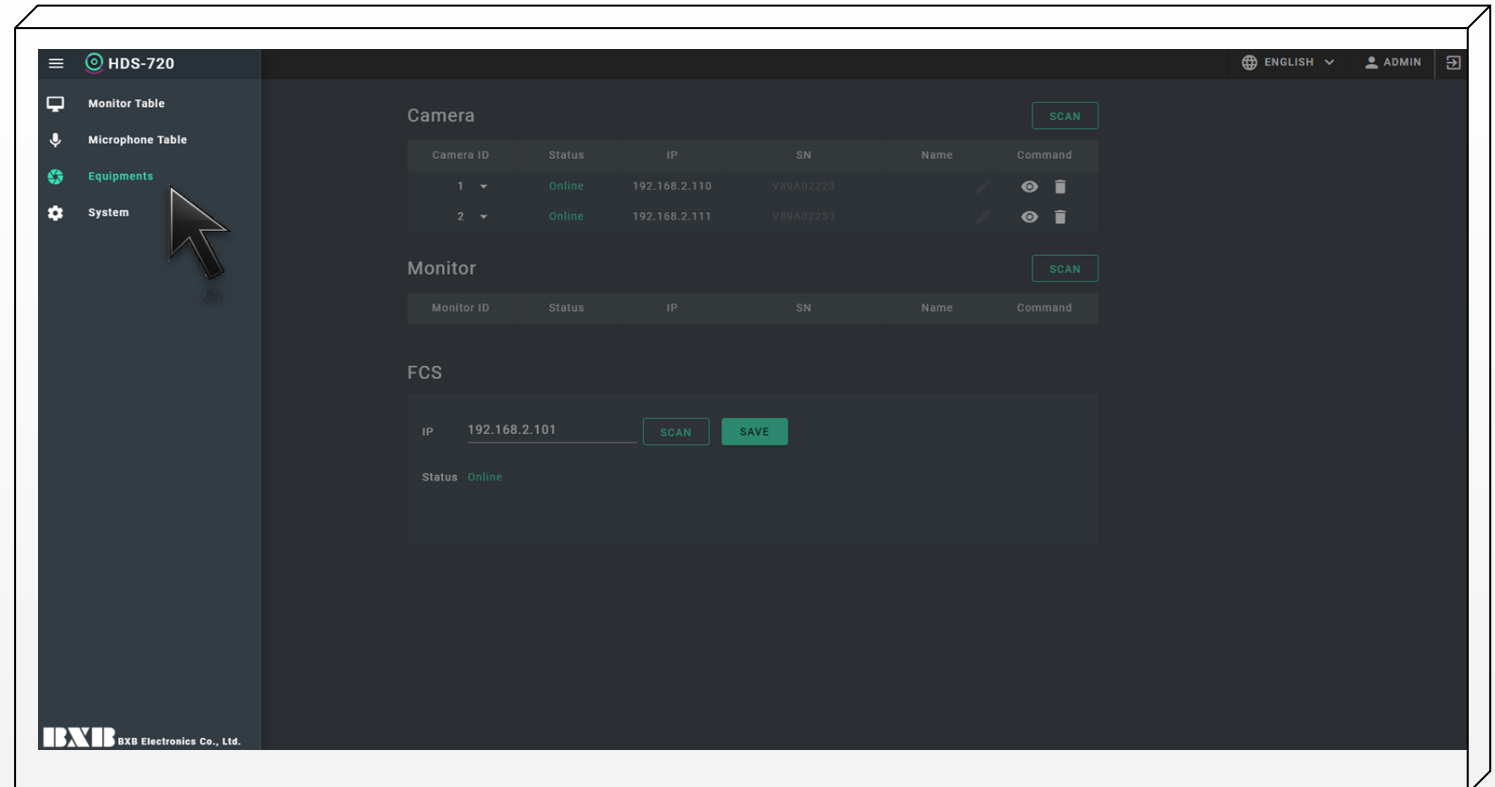 HDS-720
ENGLISH ADMIN
Monitor Table
Microphone Table
Equipments
System
Camera SCAN
Camera ID Status IP SN Name Command
1 Online 192.168.2.110 V89A02223
2 Online 192.168.2.111 V89A02233
Monitor SCAN
Monitor ID Status IP SN Name Command
FCS
IP 192.168.2.101 SCAN SAVE
Status Online
BXB BXB Electronics Co., Ltd.